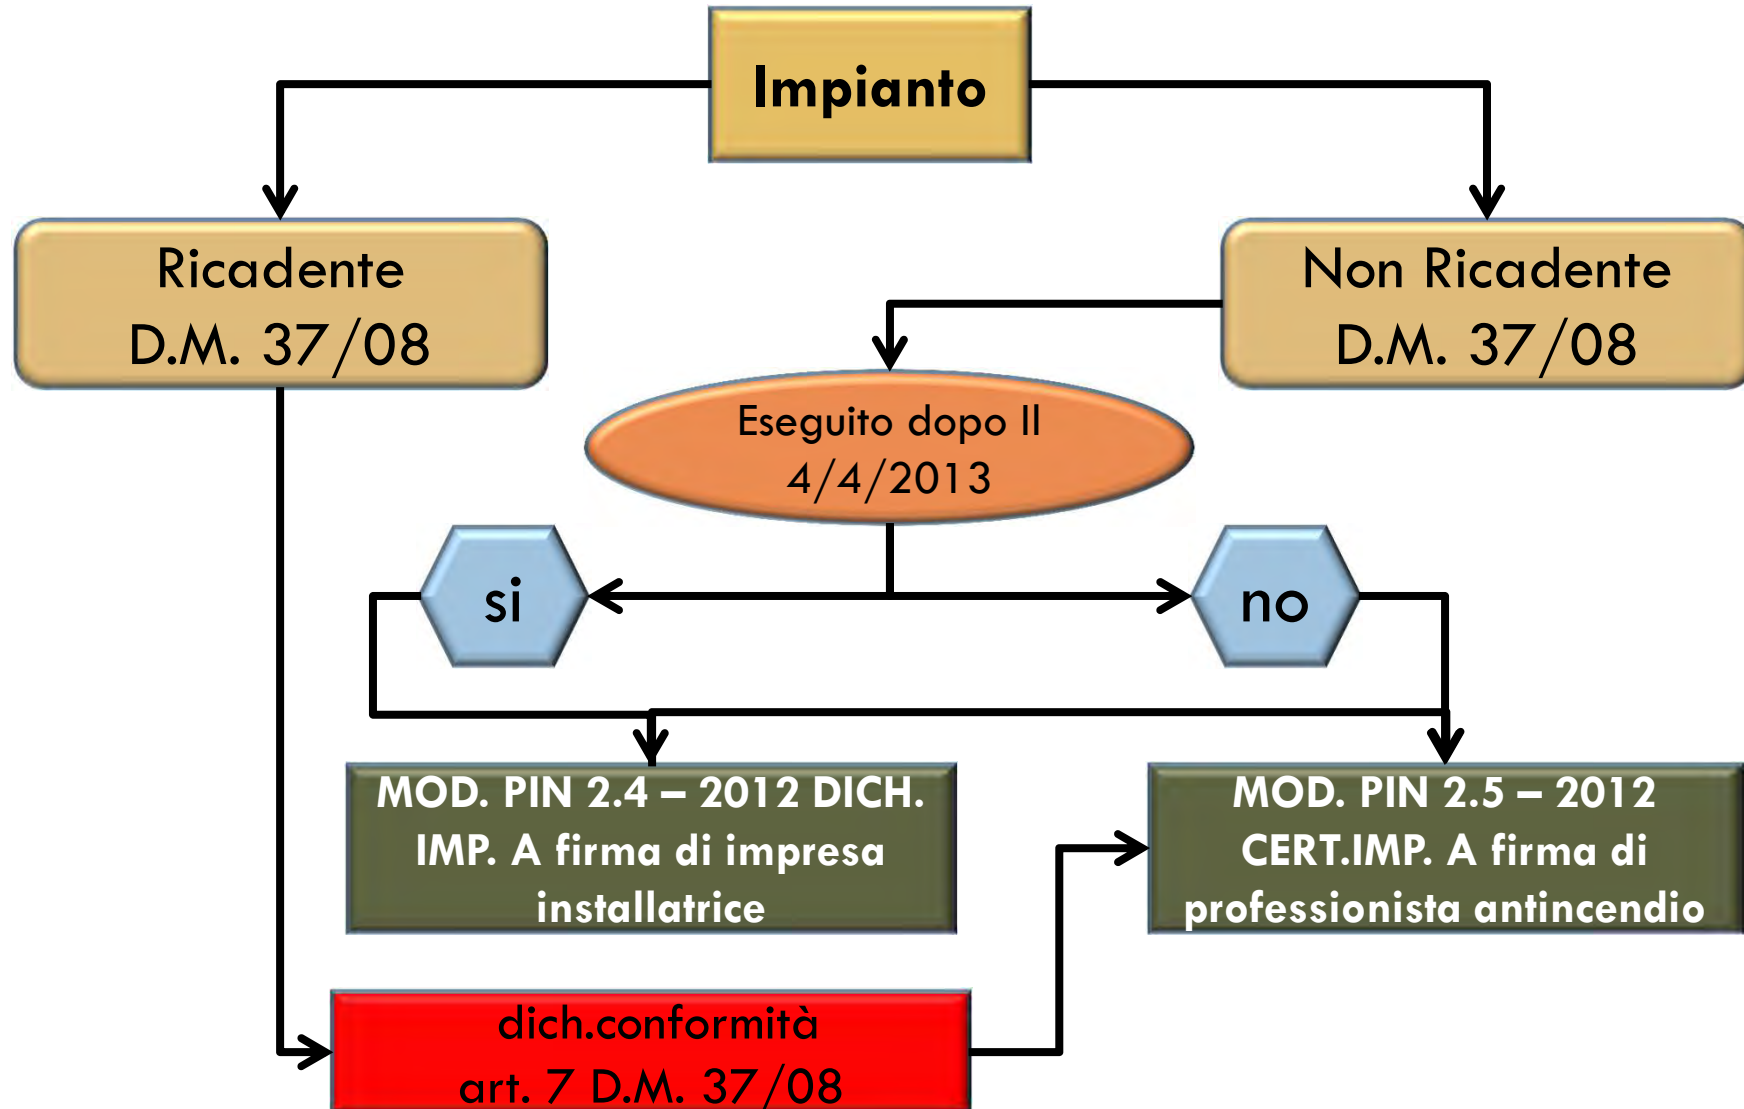 Impianto
Ricadente
D.M. 37/08
Non Ricadente
D.M. 37/08
Eseguito dopo Il
4/4/2013
si
no
MOD. PIN 2.4 – 2012 DICH.
IMP. A firma di impresa
installatrice
MOD. PIN 2.5 – 2012
CERT.IMP. A firma di
professionista antincendio
dich.conformità
art. 7 D.M. 37/08